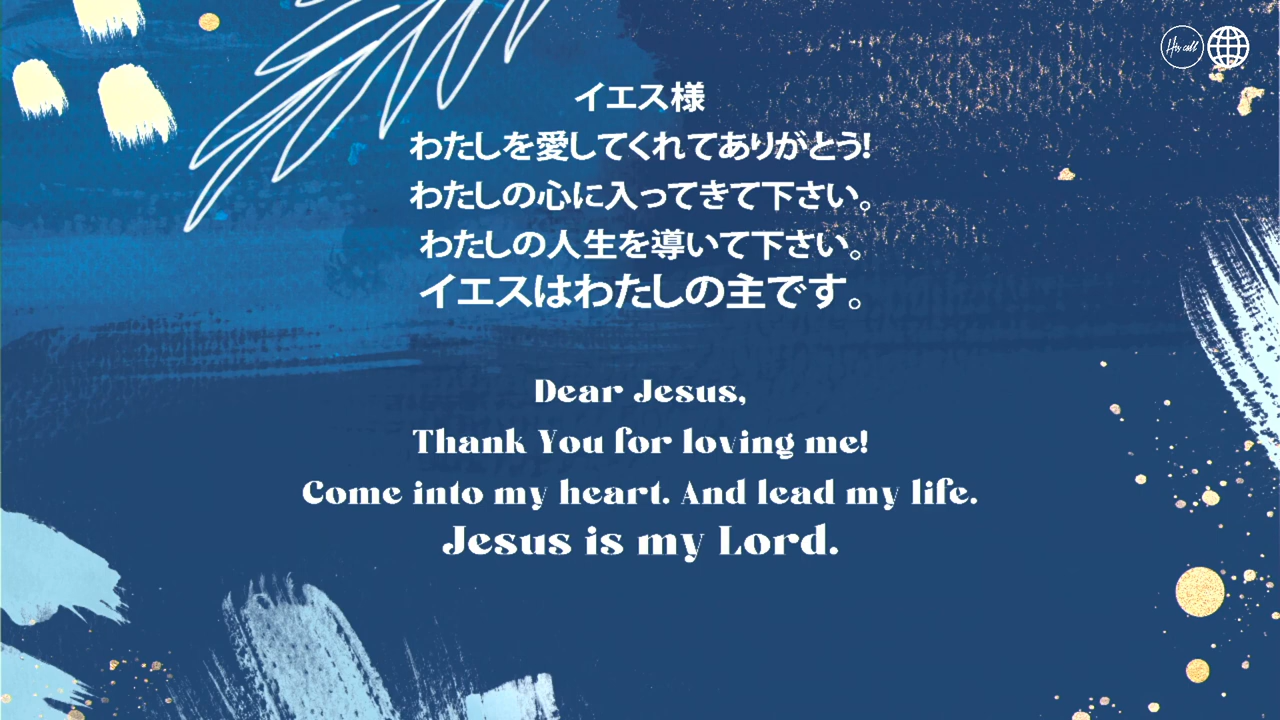 His call
イエス様
わたしを愛してくれてありがとう!
わたしの心に入ってきて下さい。
わたしの人生を導いて下さい。
イエスはわたしの主です。
Dear Jesus,
Thank You for loving me!
Come into my heart. And lead my life.
Jesus is my Lord.